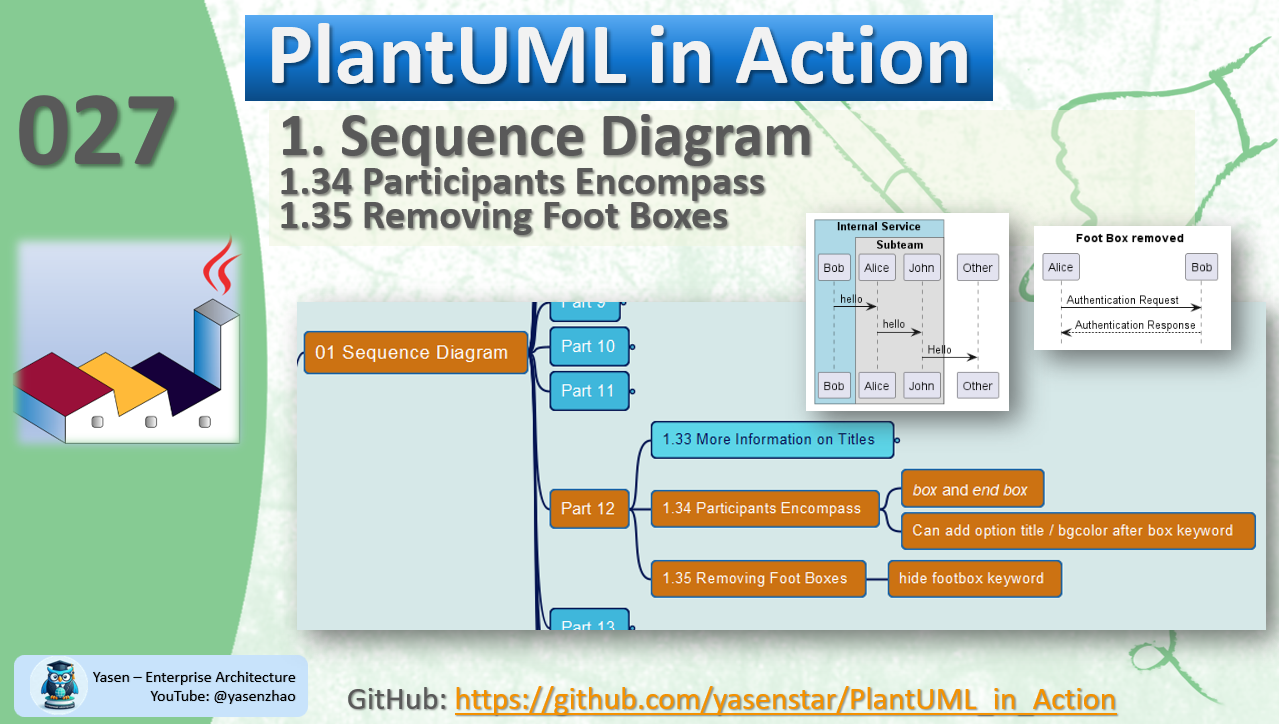 PlantUML in Action
027
1. Sequence Diagram
1.34 Participants Encompass
1.35 Removing Foot Boxes
Internal Service
Subteam
Bob Alice John Other
hello
hello
Hello
Bob Alice John Other
Foot Box removed
Alice Bob
Authentication Request
Authentication Response
Part 9
01 Sequence Diagram
Part 10
Part 11
1.33 More Information on Titles
Part 12
1.34 Participants Encompass
box and end box
Can add option title / bgcolor after box keyword
1.35 Removing Foot Boxes
hide footbox keyword
Part 13
Yasen – Enterprise Architecture
YouTube: @yasenzhao
GitHub: https://github.com/yasenstar/PlantUML_in_Action